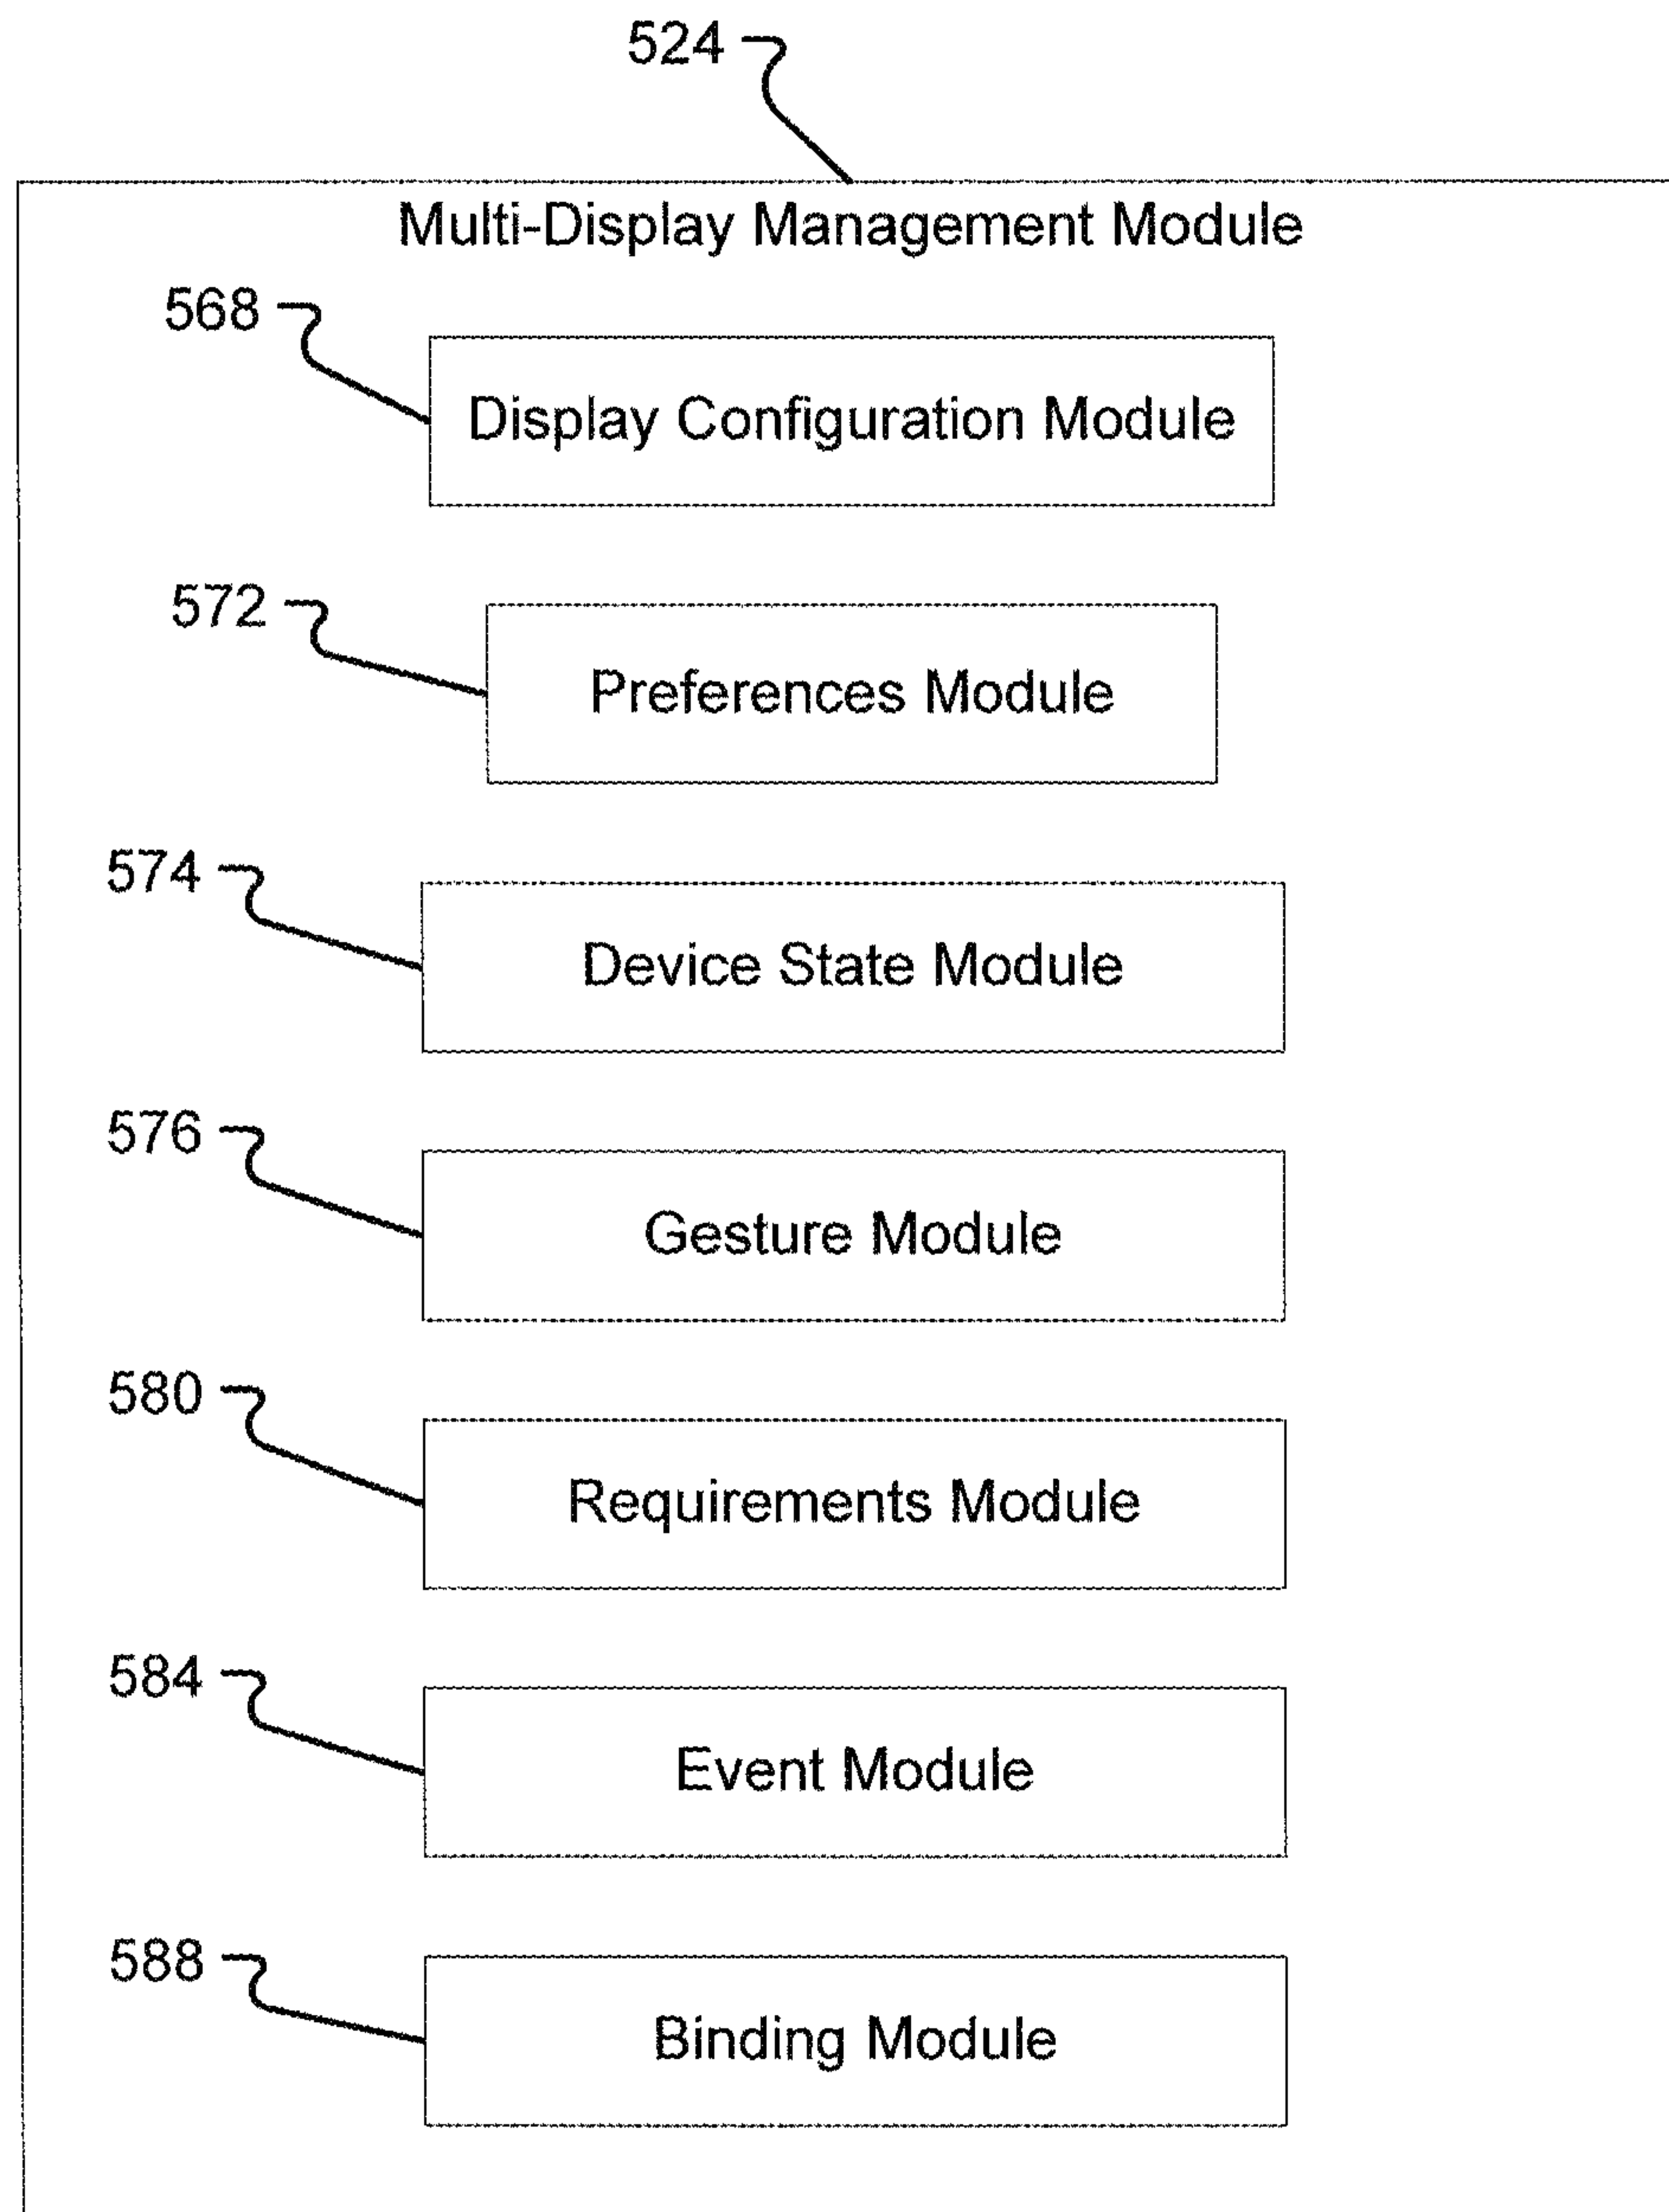 524
Multi-Display Management Module
568
Display Configuration Module
572
Preferences Module
574
Device State Module
576
Gesture Module
580
Requirements Module
584
Event Module
588
Binding Module